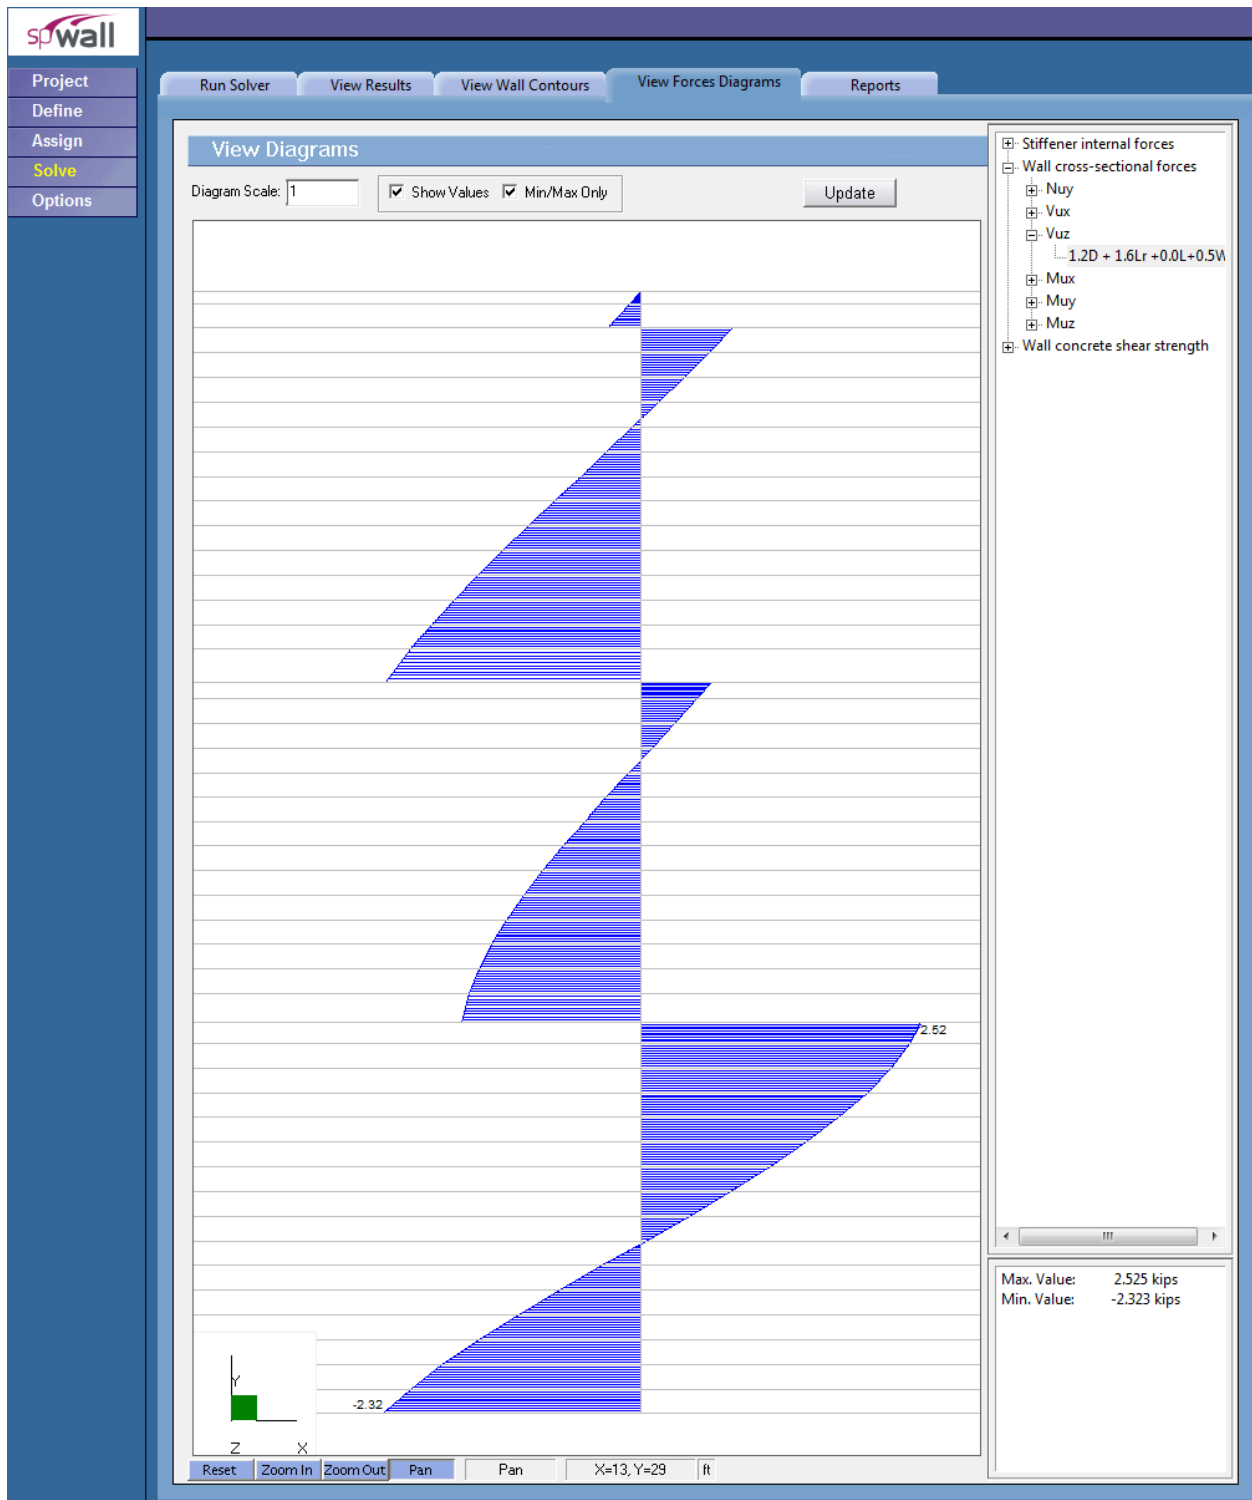 spwall
Project
Define
Assign
Solve
Options
Run Solver
View Results
View Wall Contours
View Forces Diagrams
Reports
View Diagrams
Diagram Scale: 1
Show Values
Min/Max Only
Update
Stiffener internal forces
Wall cross-sectional forces
Nuy
Vux
Vuz
1.2D + 1.6Lr +0.0L+0.5W
Mux
Muy
Muz
Wall concrete shear strength
2.52
-2.32
Y
Z X
Max. Value: 2.525 kips
Min. Value: -2.323 kips
Reset Zoom In Zoom Out Pan Pan X=13, Y=29 ft